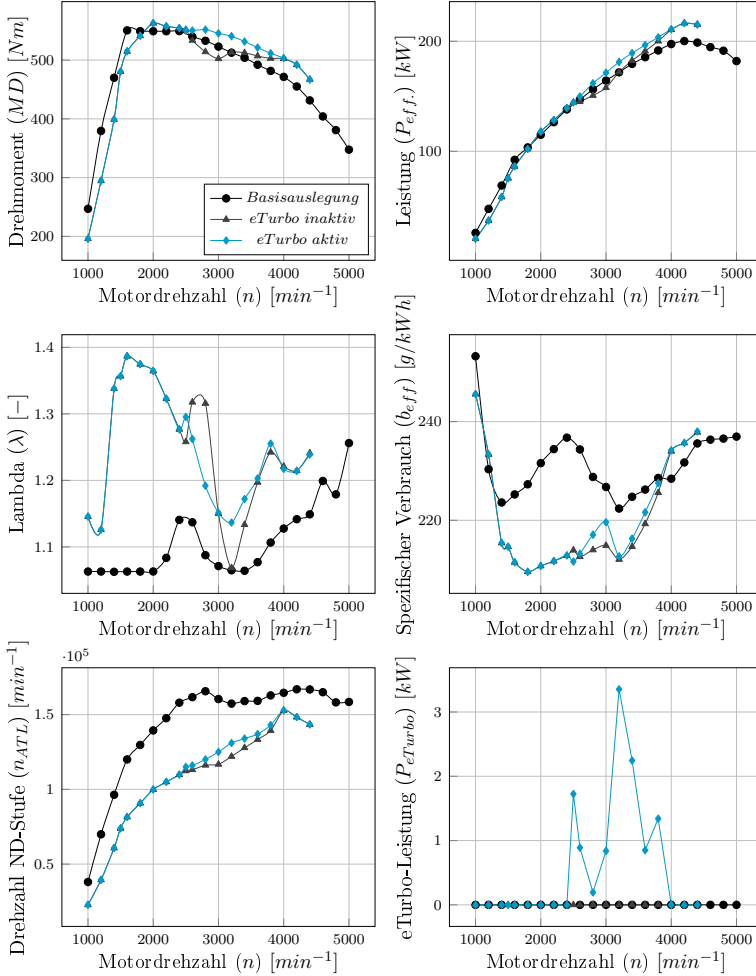 Drehmoment (MD) [Nm]
500
400
300
200
Basisauslegung
eTurbo inaktiv
eTurbo aktiv
1000 2000 3000 4000 5000
Motordrehzahl (n) [min⁻¹]
Leistung (P_eff.) [kW]
200
100
1000 2000 3000 4000 5000
Motordrehzahl (n) [min⁻¹]
Lambda (λ) [−]
1.4
1.3
1.2
1.1
1000 2000 3000 4000 5000
Motordrehzahl (n) [min⁻¹]
Spezifischer Verbrauch (b_eff) [g/kWh]
240
220
1000 2000 3000 4000 5000
Motordrehzahl (n) [min⁻¹]
Drehzahl ND-Stufe (n_ATL) [min⁻¹]
·10⁵
1.5
1
0.5
1000 2000 3000 4000 5000
Motordrehzahl (n) [min⁻¹]
eTurbo-Leistung (P_eTurbo) [kW]
4
3
2
1
0
1000 2000 3000 4000 5000
Motordrehzahl (n) [min⁻¹]